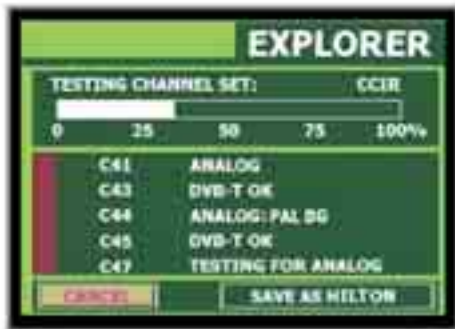 EXPLORER
TESTING CHANNEL SET: CCIR
0 25 50 75 100%
C41 ANALOG
C43 DVB-T OK
C44 ANALOG: PAL BG
C45 DVB-T OK
C47 TESTING FOR ANALOG
CANCEL SAVE AS HILTON